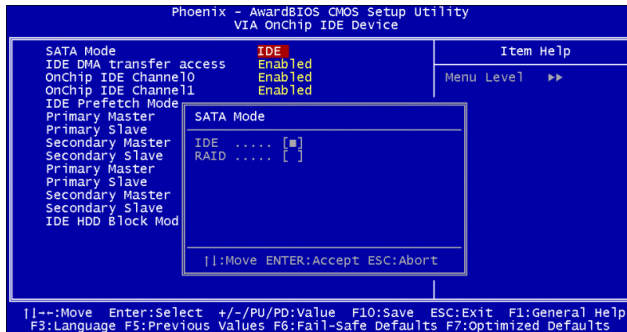 Phoenix - AwardBIOS CMOS Setup Utility
VIA OnChip IDE Device
SATA Mode IDE
IDE DMA transfer access Enabled
OnChip IDE Channel0 Enabled
OnChip IDE Channel1 Enabled
IDE Prefetch Mode
Primary Master
Primary Slave
Secondary Master
Secondary Slave
Primary Master
Primary Slave
Secondary Master
Secondary Slave
IDE HDD Block Mod
Item Help
Menu Level ►►
SATA Mode
IDE ..... [■]
RAID ..... [ ]
↑↓:Move ENTER:Accept ESC:Abort
↑↓→←:Move Enter:Select +/-/PU/PD:Value F10:Save ESC:Exit F1:General Help
F3:Language F5:Previous Values F6:Fail-Safe Defaults F7:Optimized Defaults